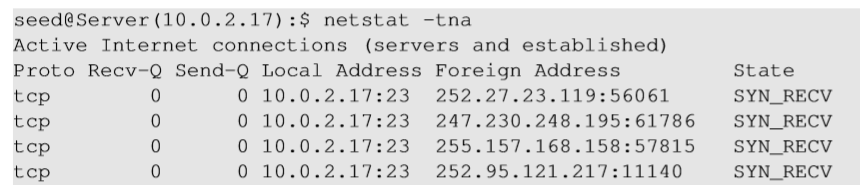 seed@Server(10.0.2.17):$ netstat -tna
Active Internet connections (servers and established)
Proto Recv-Q Send-Q Local Address Foreign Address State
tcp 0 0 10.0.2.17:23 252.27.23.119:56061 SYN_RECV
tcp 0 0 10.0.2.17:23 247.230.248.195:61786 SYN_RECV
tcp 0 0 10.0.2.17:23 255.157.168.158:57815 SYN_RECV
tcp 0 0 10.0.2.17:23 252.95.121.217:11140 SYN_RECV